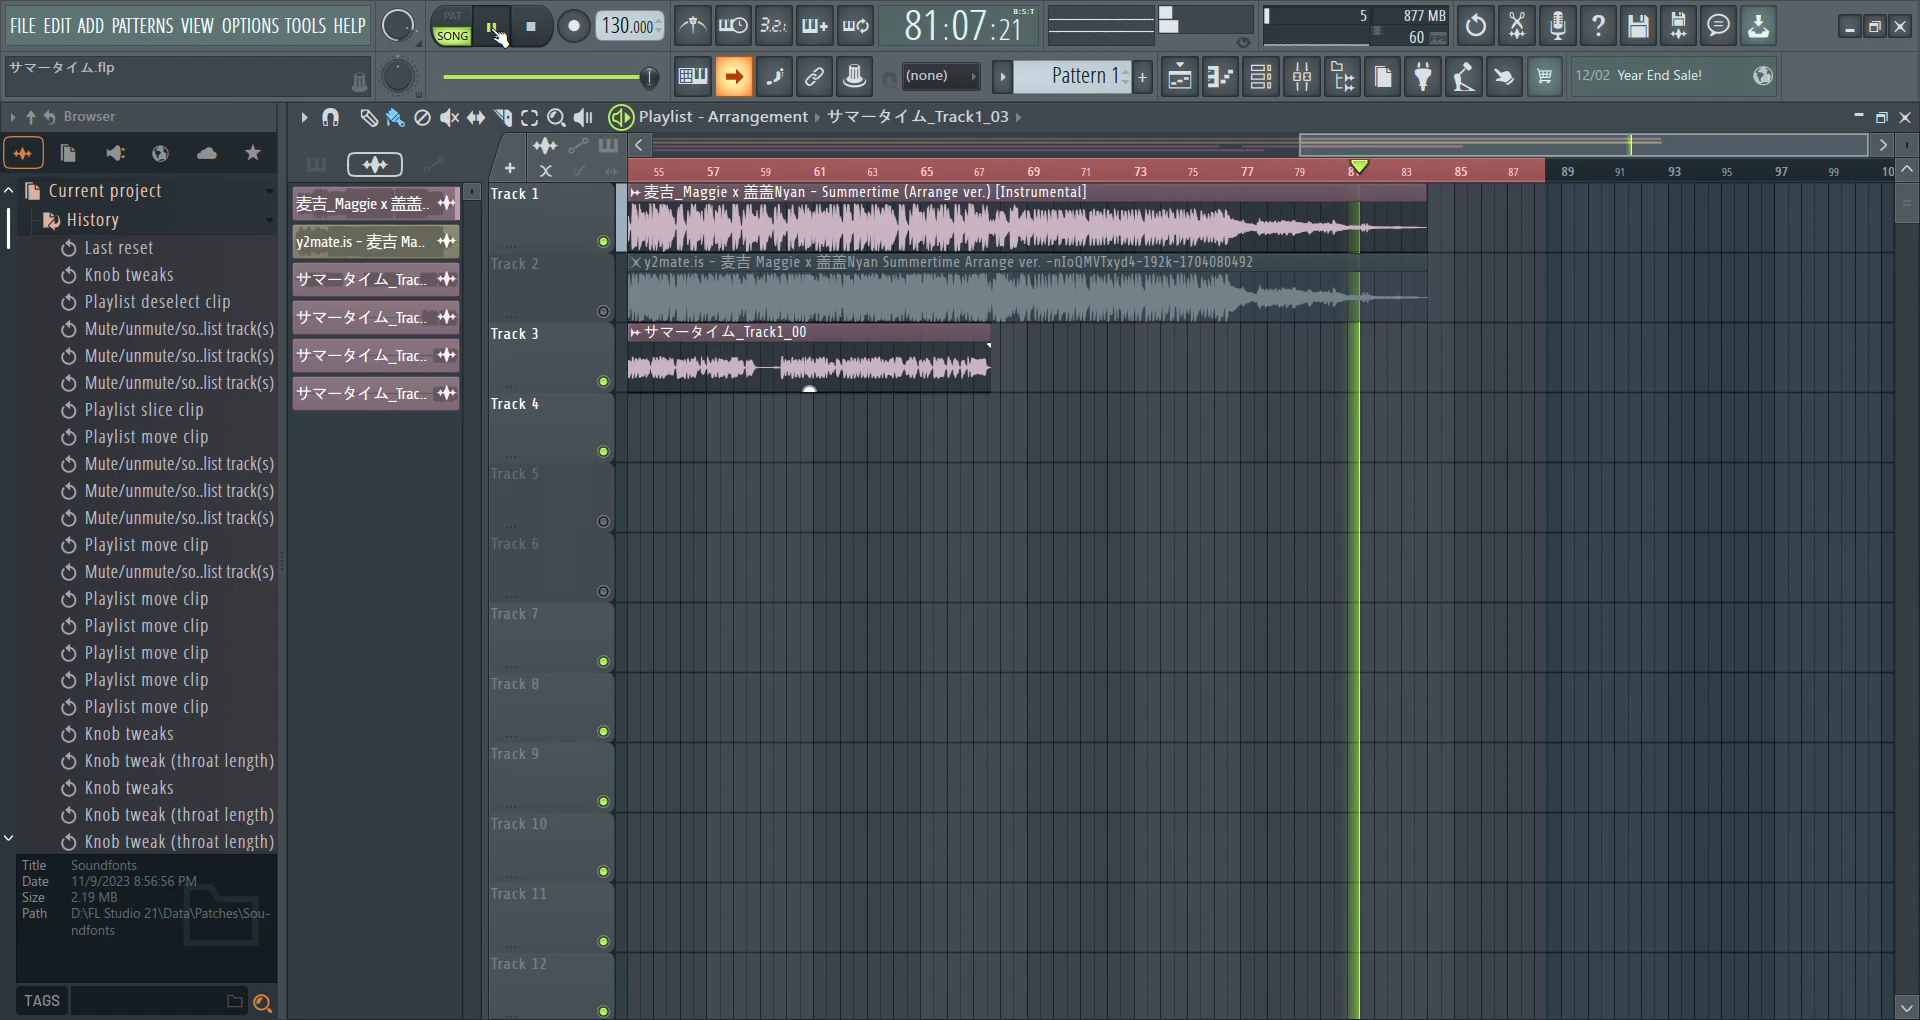 FILE EDIT ADD PATTERNS VIEW OPTIONS TOOLS HELP
PAT
SONG
130.000
3.2.
81:07:21
B:S:T
5
877 MB
60 FPS
サマータイム.flp
(none)
Pattern 1
12/02 Year End Sale!
Browser
Playlist - Arrangement
サマータイム_Track1_03
Current project
History
Last reset
Knob tweaks
Playlist deselect clip
Mute/unmute/so..list track(s)
Mute/unmute/so..list track(s)
Mute/unmute/so..list track(s)
Playlist slice clip
Playlist move clip
Mute/unmute/so..list track(s)
Mute/unmute/so..list track(s)
Mute/unmute/so..list track(s)
Playlist move clip
Mute/unmute/so..list track(s)
Playlist move clip
Playlist move clip
Playlist move clip
Playlist move clip
Playlist move clip
Knob tweaks
Knob tweak (throat length)
Knob tweaks
Knob tweak (throat length)
Knob tweak (throat length)
Title Soundfonts
Date 11/9/2023 8:56:56 PM
Size 2.19 MB
Path D:\FL Studio 21\Data\Patches\Sou-
ndfonts
TAGS
麦吉_Maggie x 盖盖..
y2mate.is - 麦吉 Ma..
サマータイム_Trac..
サマータイム_Trac..
サマータイム_Trac..
サマータイム_Trac..
55 57 59 61 63 65 67 69 71 73 75 77 79 83 85 87 89 91 93 95 97 99 10
Track 1
麦吉_Maggie x 盖盖Nyan - Summertime (Arrange ver.) [Instrumental]
Track 2
y2mate.is - 麦吉 Maggie x 盖盖Nyan Summertime Arrange ver. -nIoQMVTxyd4-192k-1704080492
Track 3
サマータイム_Track1_00
Track 4
Track 5
Track 6
Track 7
Track 8
Track 9
Track 10
Track 11
Track 12